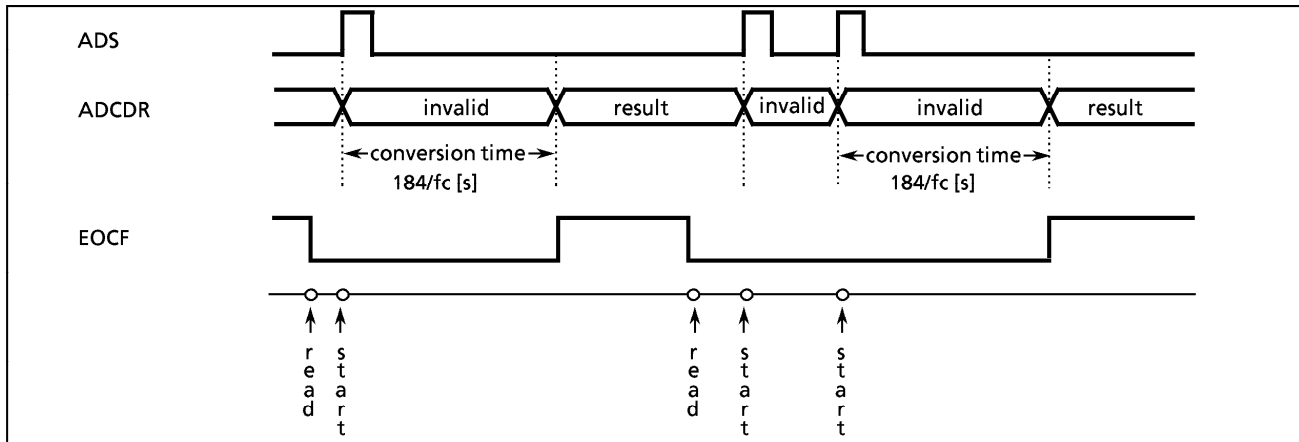 ADS
ADCDR
invalid
result
invalid
invalid
result
conversion time
184/fc [s]
conversion time
184/fc [s]
EOCF
read
start
read
start
start